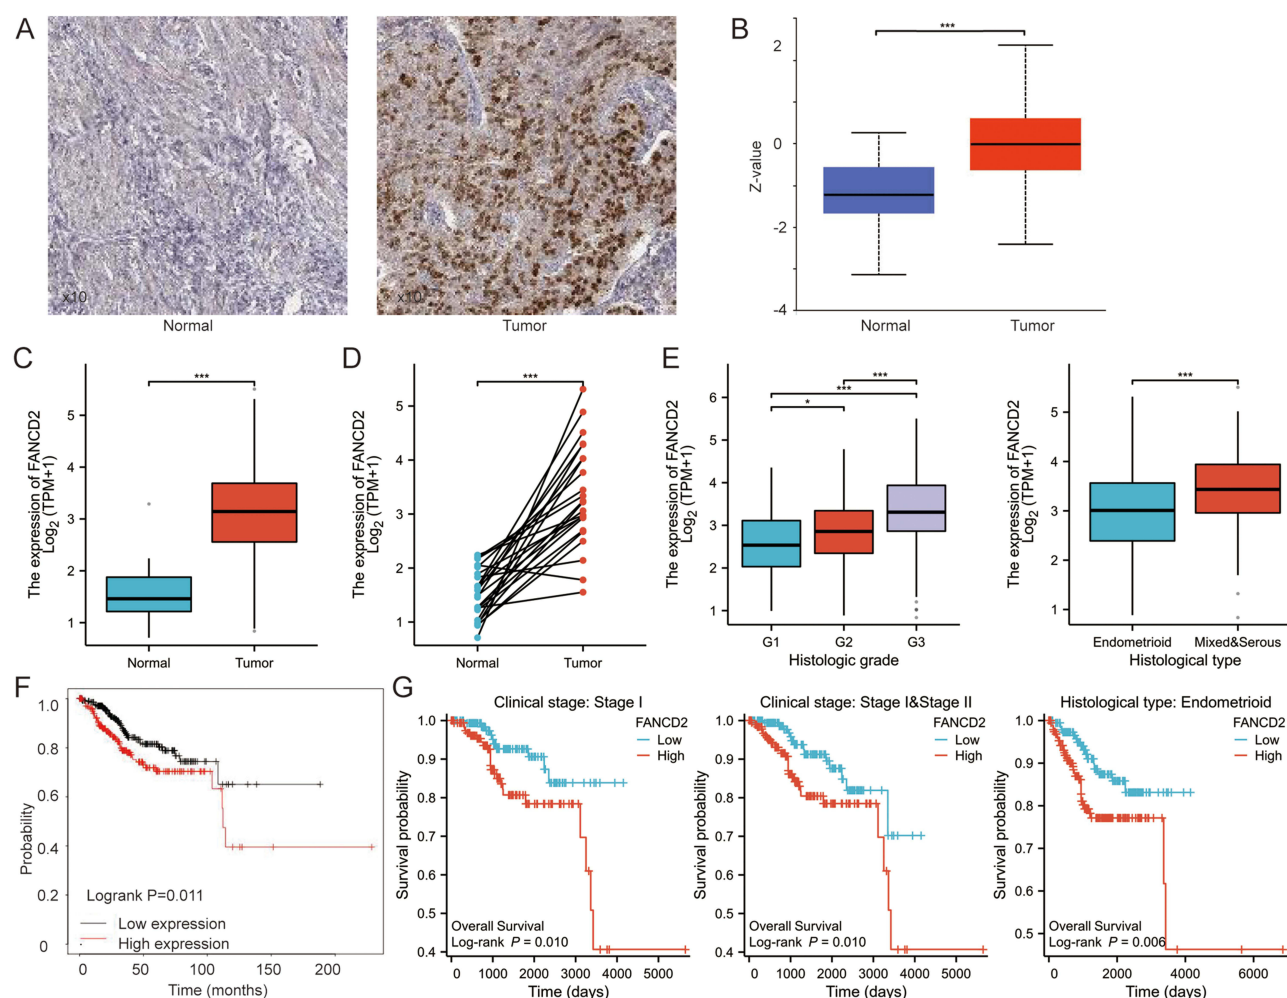 A
x10
Normal
x10
Tumor
B
***
Z-value
2
0
-2
-4
Normal
Tumor
C
***
The expression of FANCD2
Log2 (TPM+1)
5
4
3
2
1
Normal
Tumor
D
***
The expression of FANCD2
Log2 (TPM+1)
5
4
3
2
1
Normal
Tumor
E
***
***
*
The expression of FANCD2
Log2 (TPM+1)
6
5
4
3
2
1
G1
G2
G3
Histologic grade
***
The expression of FANCD2
Log2 (TPM+1)
6
5
4
3
2
1
Endometrioid
Mixed&Serous
Histological type
F
Probability
1.0
0.8
0.6
0.4
0.2
0
Logrank P=0.011
Low expression
High expression
0
50
100
150
200
Time (months)
G
Clinical stage: Stage I
FANCD2
Low
High
Survival probability
1.0
0.9
0.8
0.7
0.6
0.5
0.4
Overall Survival
Log-rank P = 0.010
0
1000
2000
3000
4000
5000
Time (days)
Clinical stage: Stage I&Stage II
FANCD2
Low
High
Survival probability
1.0
0.9
0.8
0.7
0.6
0.5
0.4
Overall Survival
Log-rank P = 0.010
0
1000
2000
3000
4000
5000
Time (days)
Histological type: Endometrioid
FANCD2
Low
High
Survival probability
1.0
0.9
0.8
0.7
0.6
0.5
Overall Survival
Log-rank P = 0.006
0
2000
4000
6000
Time (days)